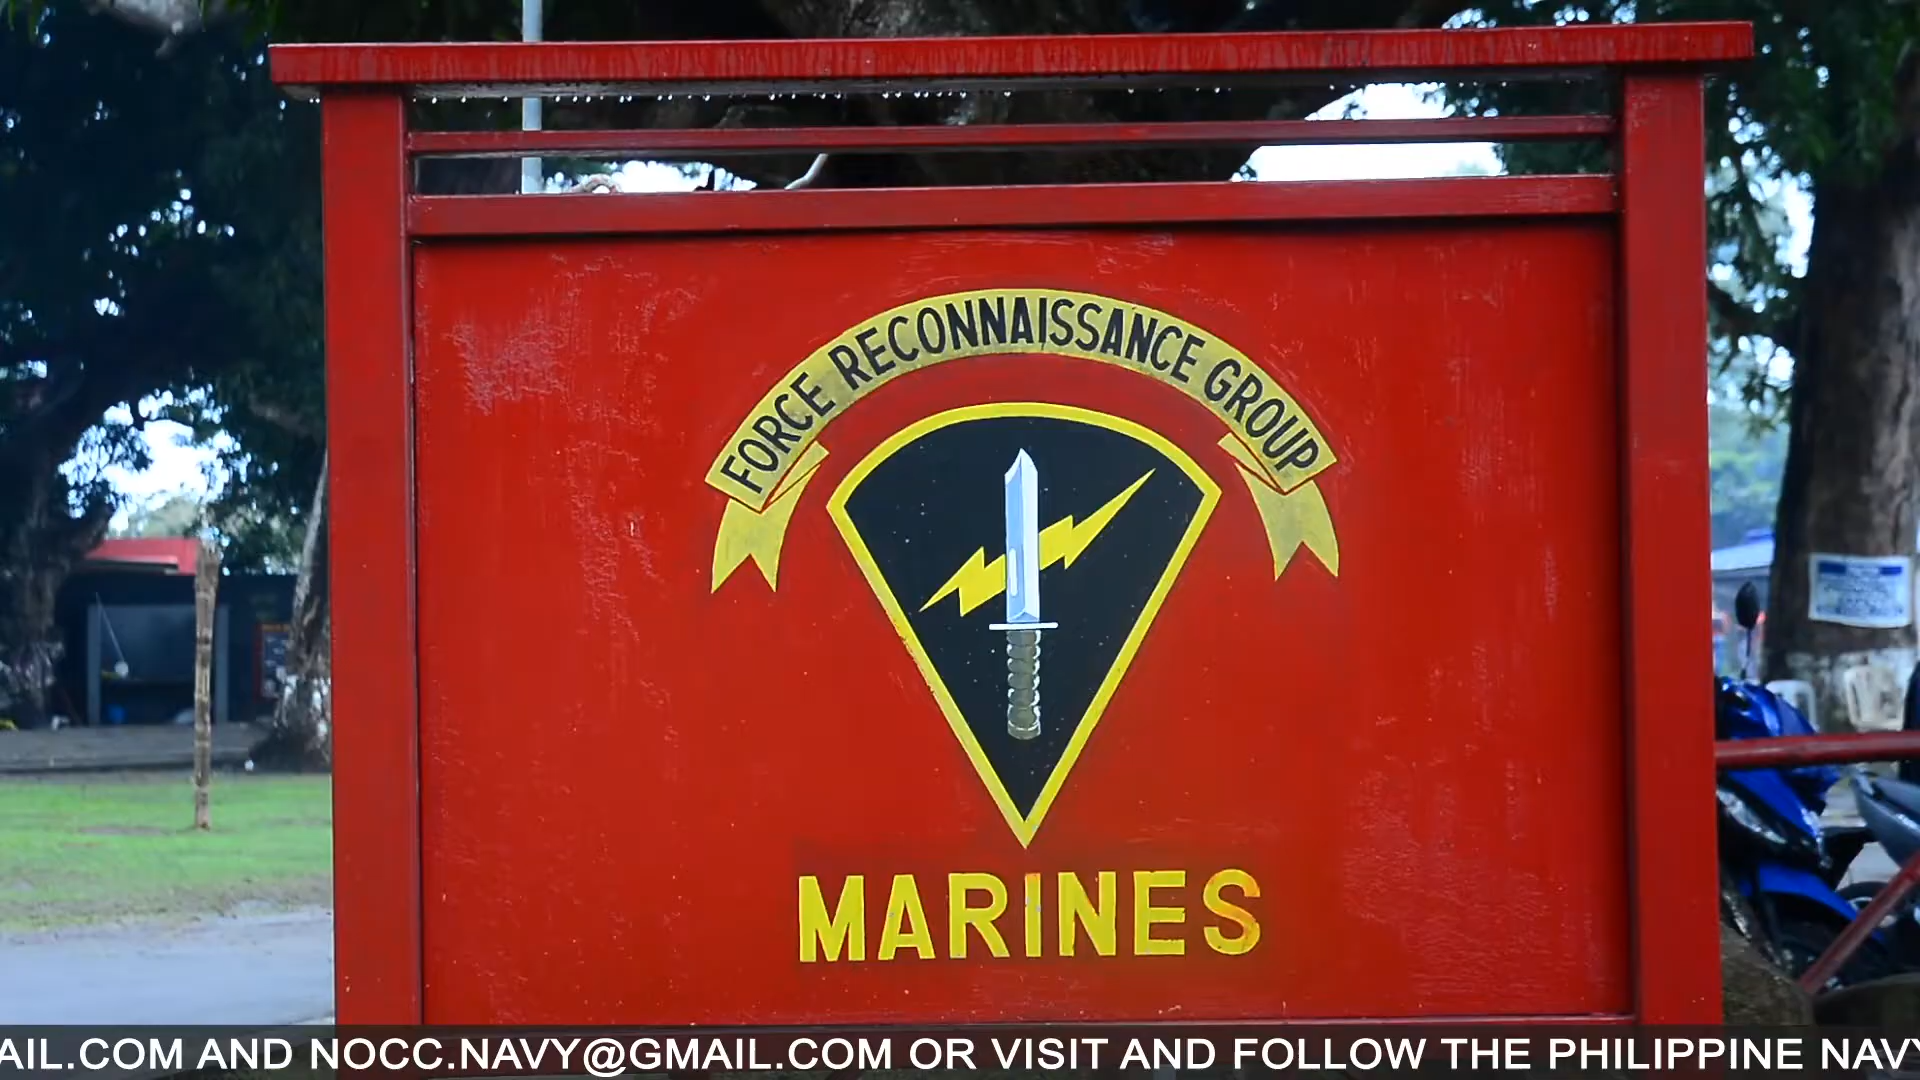 FORCE RECONNAISSANCE GROUP
MARINES
AIL.COM AND NOCC.NAVY@GMAIL.COM OR VISIT AND FOLLOW THE PHILIPPINE NAVY